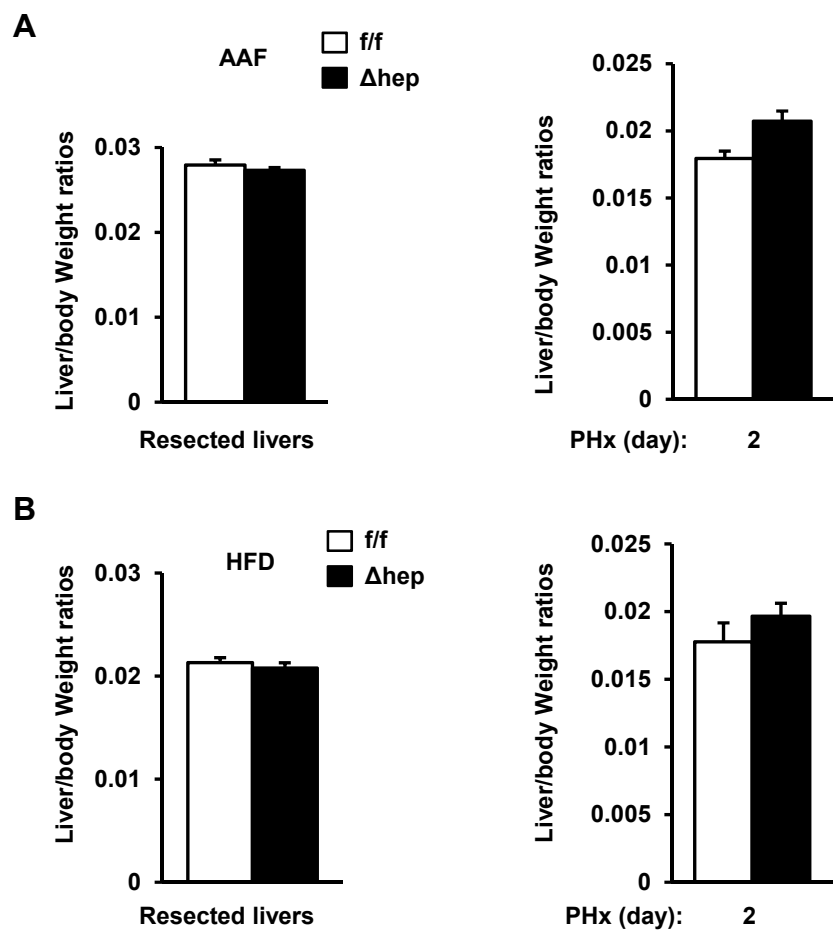 A
AAF
f/f
Δhep
Liver/body Weight ratios
0.03
0.02
0.01
0
Resected livers
Liver/body Weight ratios
0.025
0.02
0.015
0.01
0.005
0
PHx (day): 2
B
HFD
f/f
Δhep
Liver/body Weight ratios
0.03
0.02
0.01
0
Resected livers
Liver/body Weight ratios
0.025
0.02
0.015
0.01
0.005
0
PHx (day): 2